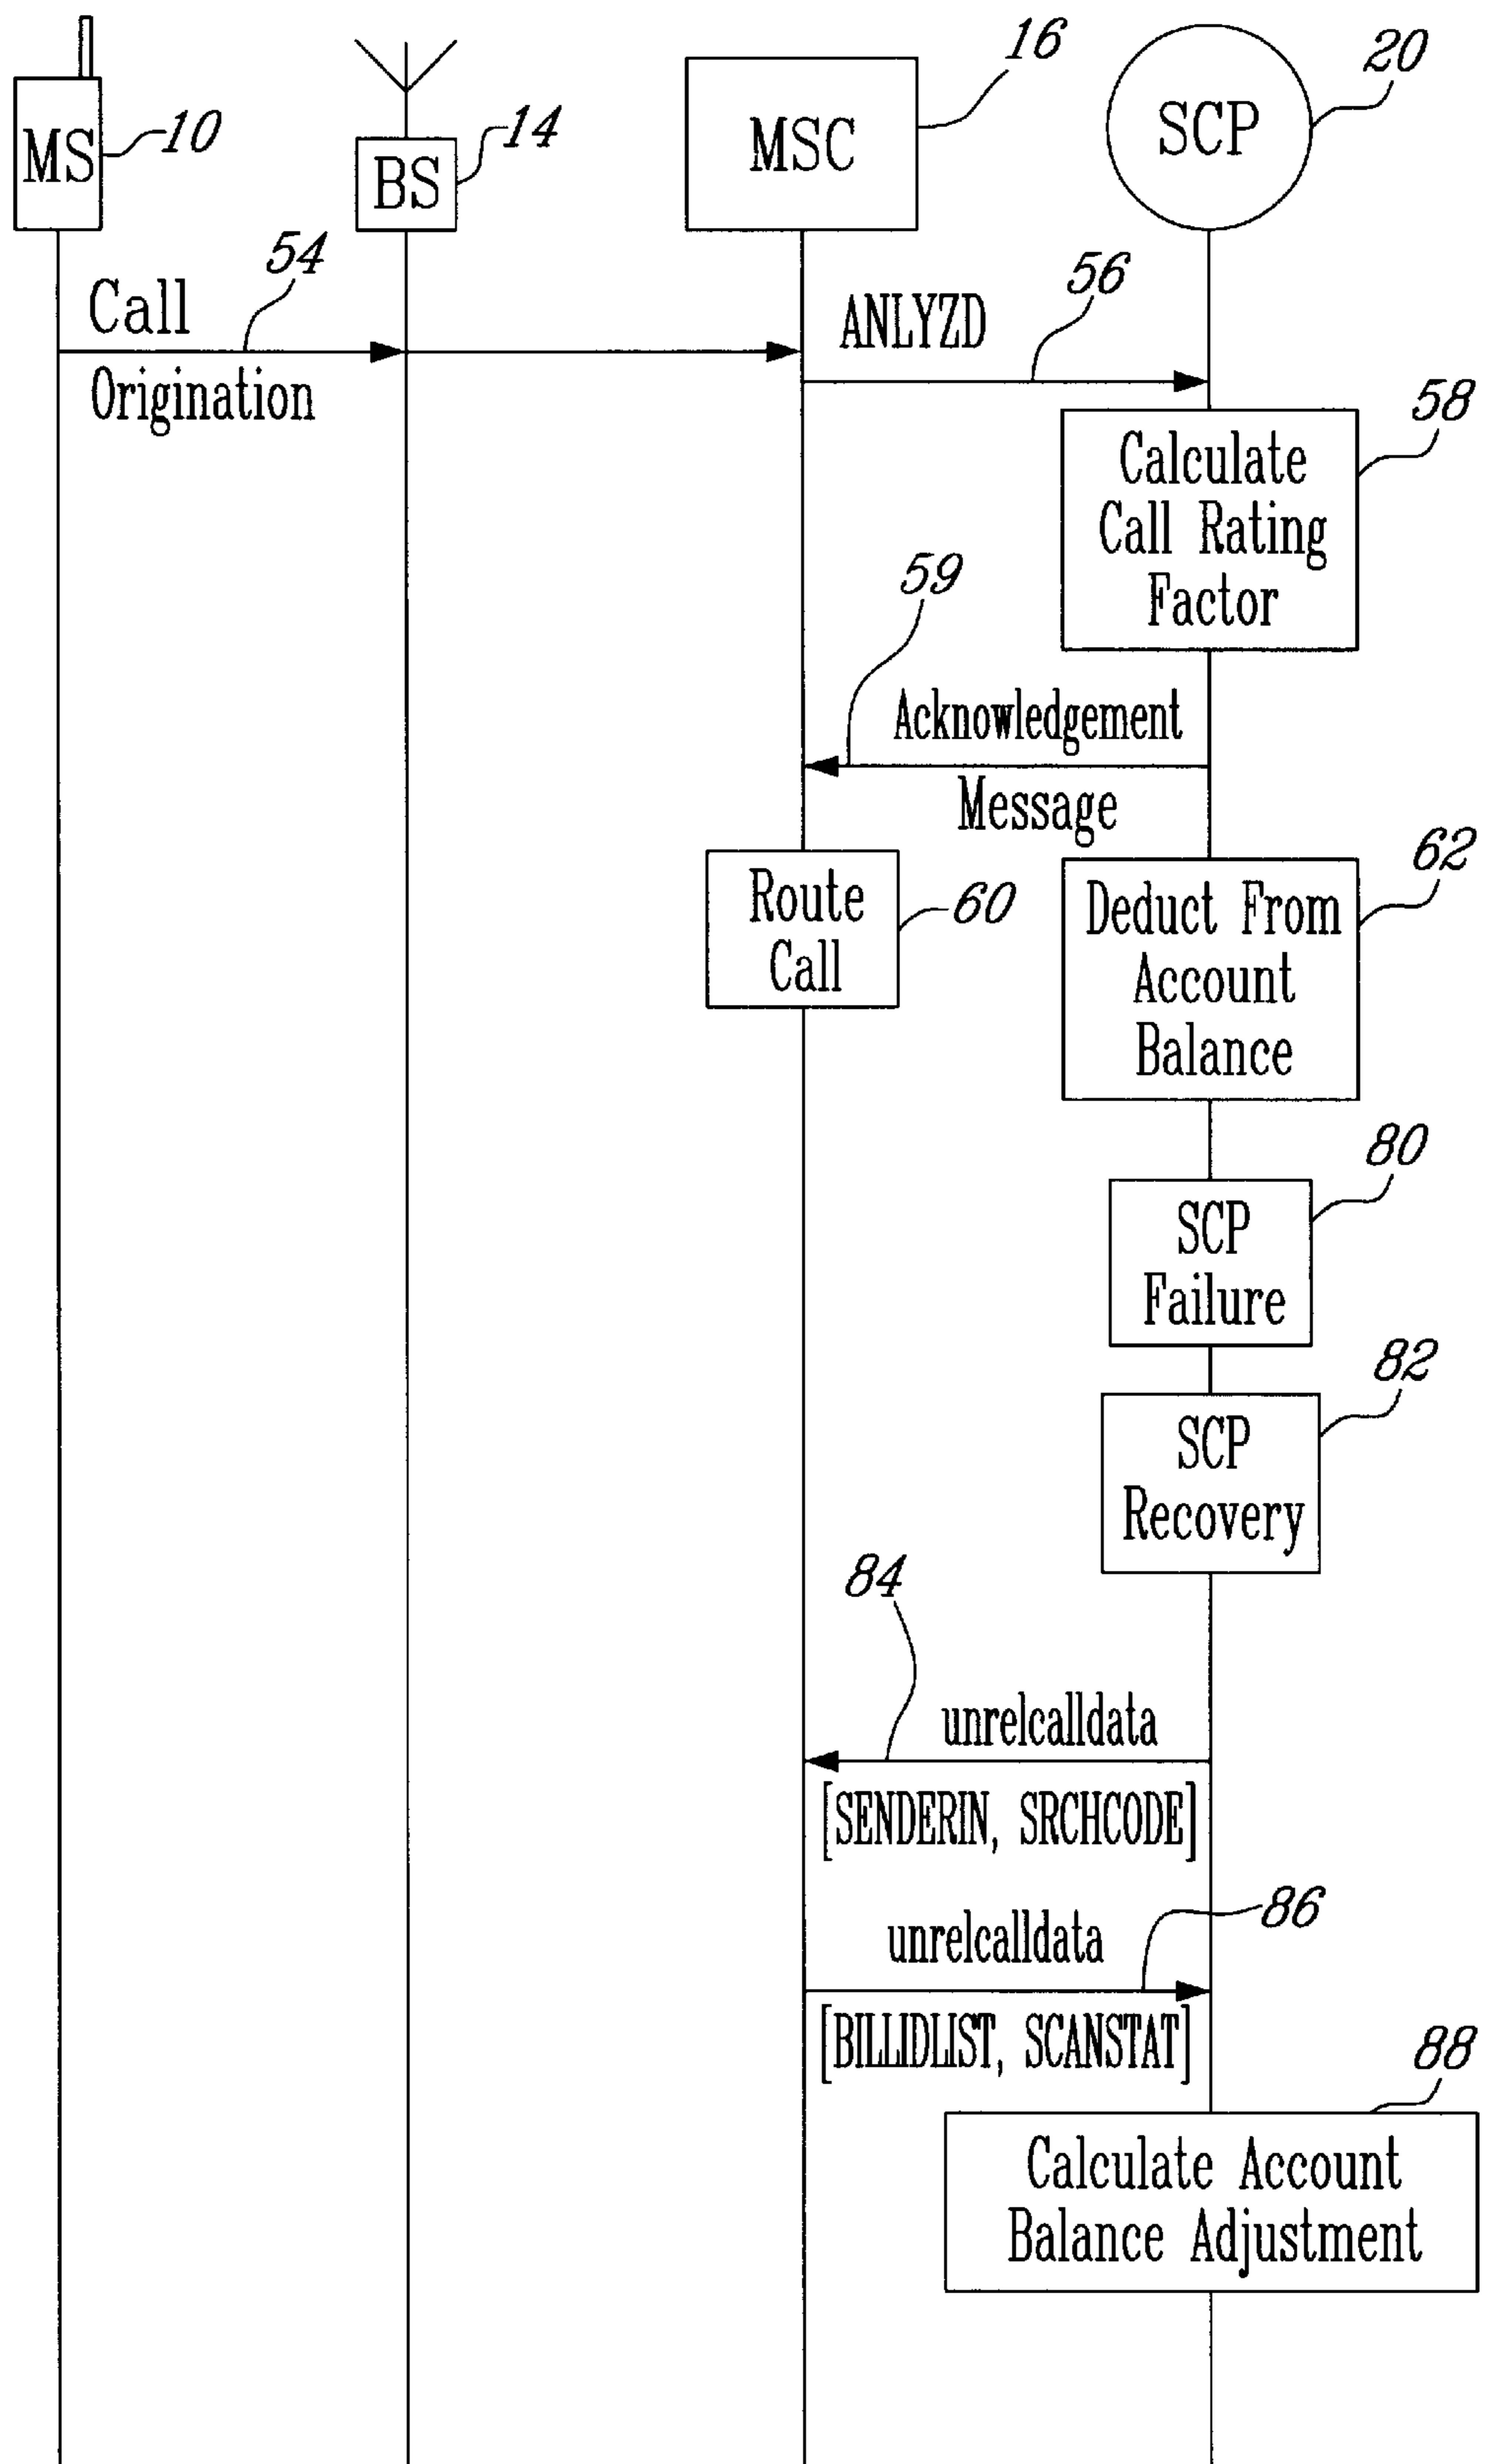 16
20
MS
10
BS
14
MSC
SCP
54
Call
Origination
ANLYZD
56
58
Calculate
Call Rating
Factor
59
Acknowledgement
Message
62
Route
Call
60
Deduct From
Account
Balance
80
SCP
Failure
82
SCP
Recovery
84
unrelcalldata
[SENDERIN, SRCHCODE]
86
unrelcalldata
[BILLIDLIST, SCANSTAT]
88
Calculate Account
Balance Adjustment